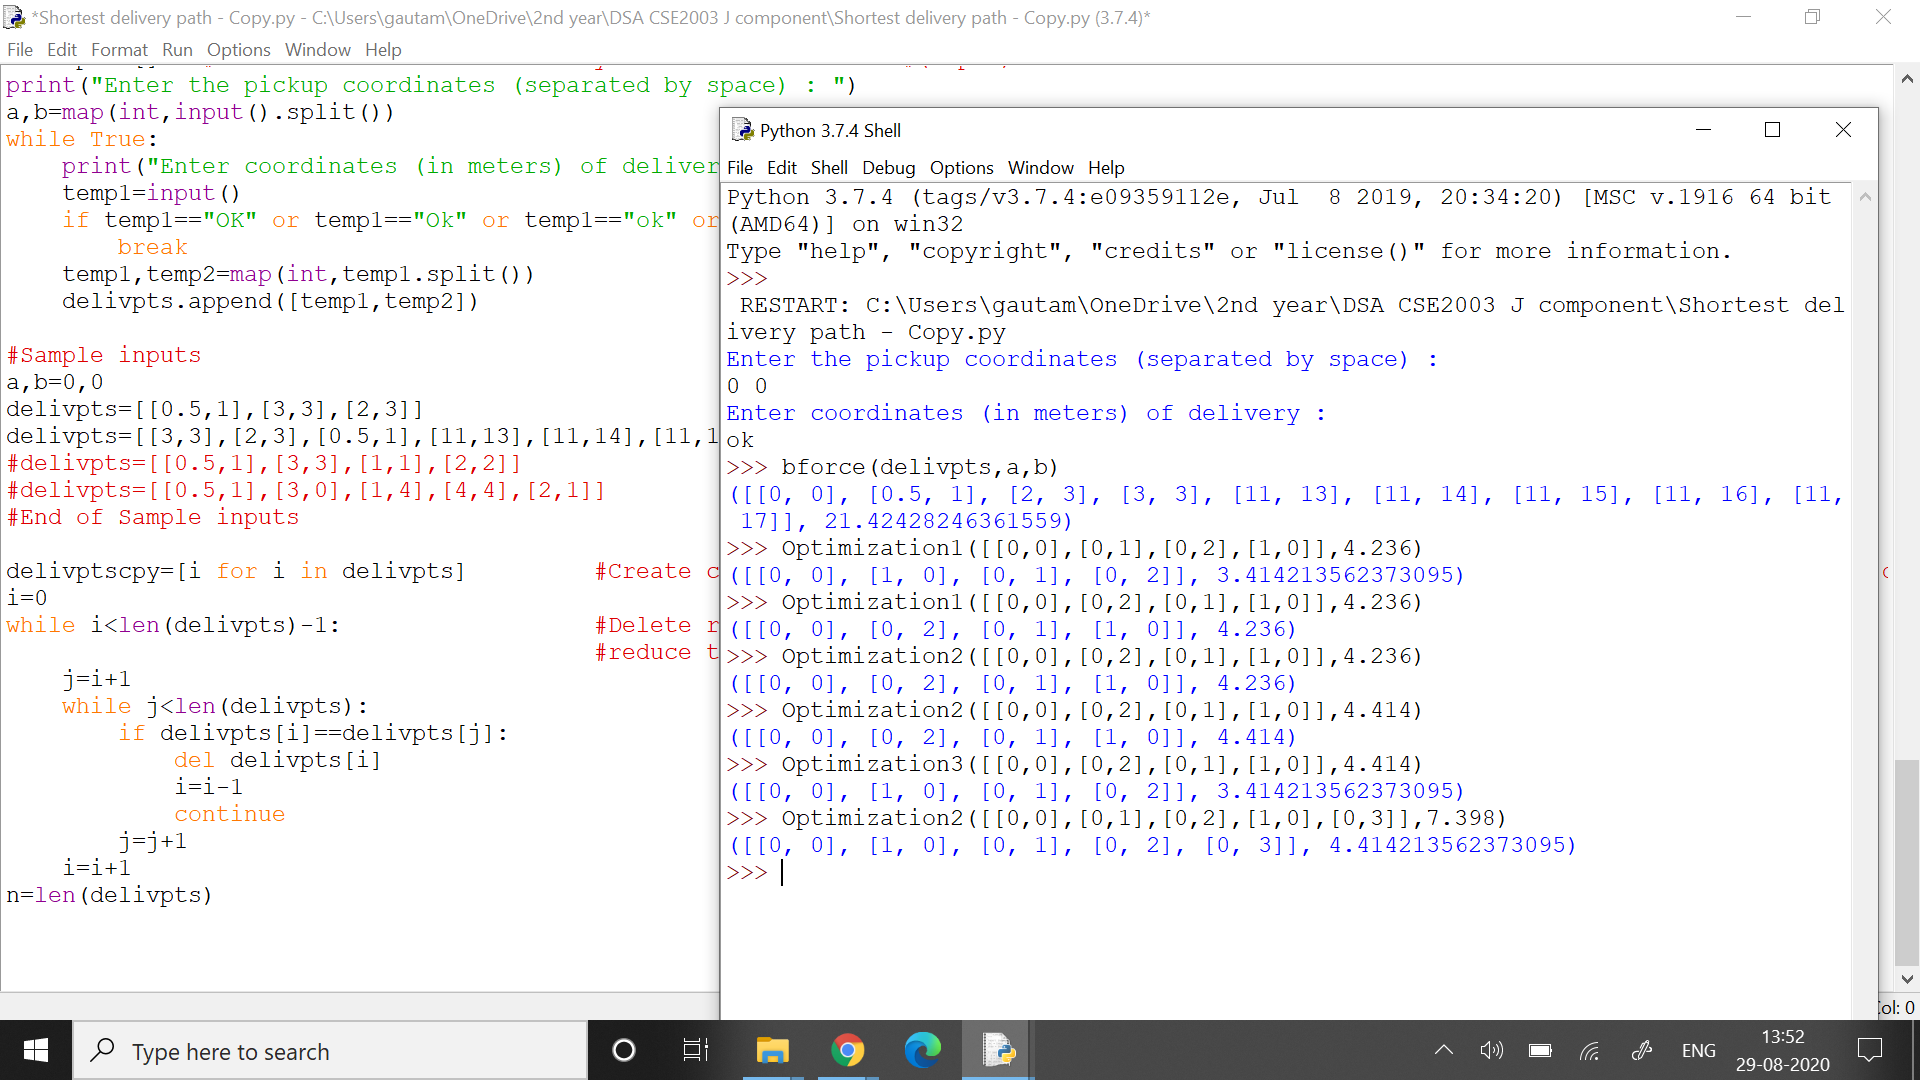 *Shortest delivery path - Copy.py - C:\Users\gautam\OneDrive\2nd year\DSA CSE2003 J component\Shortest delivery path - Copy.py (3.7.4)*
File Edit Format Run Options Window Help
print("Enter the pickup coordinates (separated by space) : ")
a,b=map(int,input().split())
while True:
    print("Enter coordinates (in meters) of deliver
    temp1=input()
    if temp1=="OK" or temp1=="Ok" or temp1=="ok" or
        break
    temp1,temp2=map(int,temp1.split())
    delivpts.append([temp1,temp2])
#Sample inputs
a,b=0,0
delivpts=[[0.5,1],[3,3],[2,3]]
delivpts=[[3,3],[2,3],[0.5,1],[11,13],[11,14],[11,1
#delivpts=[[0.5,1],[3,3],[1,1],[2,2]]
#delivpts=[[0.5,1],[3,0],[1,4],[4,4],[2,1]]
#End of Sample inputs
delivptscpy=[i for i in delivpts] #Create c
i=0
while i<len(delivpts)-1: #Delete r
#reduce t
    j=i+1
    while j<len(delivpts):
        if delivpts[i]==delivpts[j]:
            del delivpts[i]
            i=i-1
            continue
        j=j+1
    i=i+1
n=len(delivpts)
Python 3.7.4 Shell
File Edit Shell Debug Options Window Help
Python 3.7.4 (tags/v3.7.4:e09359112e, Jul  8 2019, 20:34:20) [MSC v.1916 64 bit
(AMD64)] on win32
Type "help", "copyright", "credits" or "license()" for more information.
>>>
 RESTART: C:\Users\gautam\OneDrive\2nd year\DSA CSE2003 J component\Shortest del
ivery path - Copy.py
Enter the pickup coordinates (separated by space) :
0 0
Enter coordinates (in meters) of delivery :
ok
>>> bforce(delivpts,a,b)
([[0, 0], [0.5, 1], [2, 3], [3, 3], [11, 13], [11, 14], [11, 15], [11, 16], [11,
 17]], 21.42428246361559)
>>> Optimization1([[0,0],[0,1],[0,2],[1,0]],4.236)
([[0, 0], [1, 0], [0, 1], [0, 2]], 3.414213562373095)
>>> Optimization1([[0,0],[0,2],[0,1],[1,0]],4.236)
([[0, 0], [0, 2], [0, 1], [1, 0]], 4.236)
>>> Optimization2([[0,0],[0,2],[0,1],[1,0]],4.236)
([[0, 0], [0, 2], [0, 1], [1, 0]], 4.236)
>>> Optimization2([[0,0],[0,2],[0,1],[1,0]],4.414)
([[0, 0], [0, 2], [0, 1], [1, 0]], 4.414)
>>> Optimization3([[0,0],[0,2],[0,1],[1,0]],4.414)
([[0, 0], [1, 0], [0, 1], [0, 2]], 3.414213562373095)
>>> Optimization2([[0,0],[0,1],[0,2],[1,0],[0,3]],7.398)
([[0, 0], [1, 0], [0, 1], [0, 2], [0, 3]], 4.414213562373095)
>>>
Col: 0
Type here to search
ENG
13:52
29-08-2020